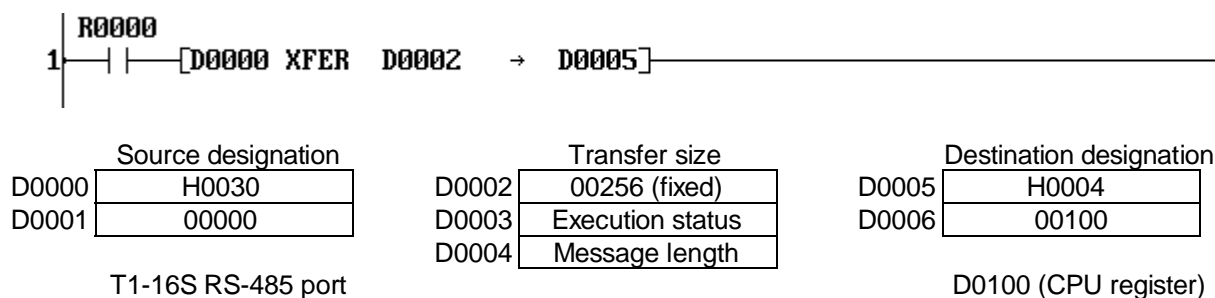 R0000
1 [D0000 XFER D0002 → D0005]
Source designation Transfer size Destination designation
D0000 H0030 D0002 00256 (fixed) D0005 H0004
D0001 00000 D0003 Execution status D0006 00100
D0004 Message length
T1-16S RS-485 port D0100 (CPU register)